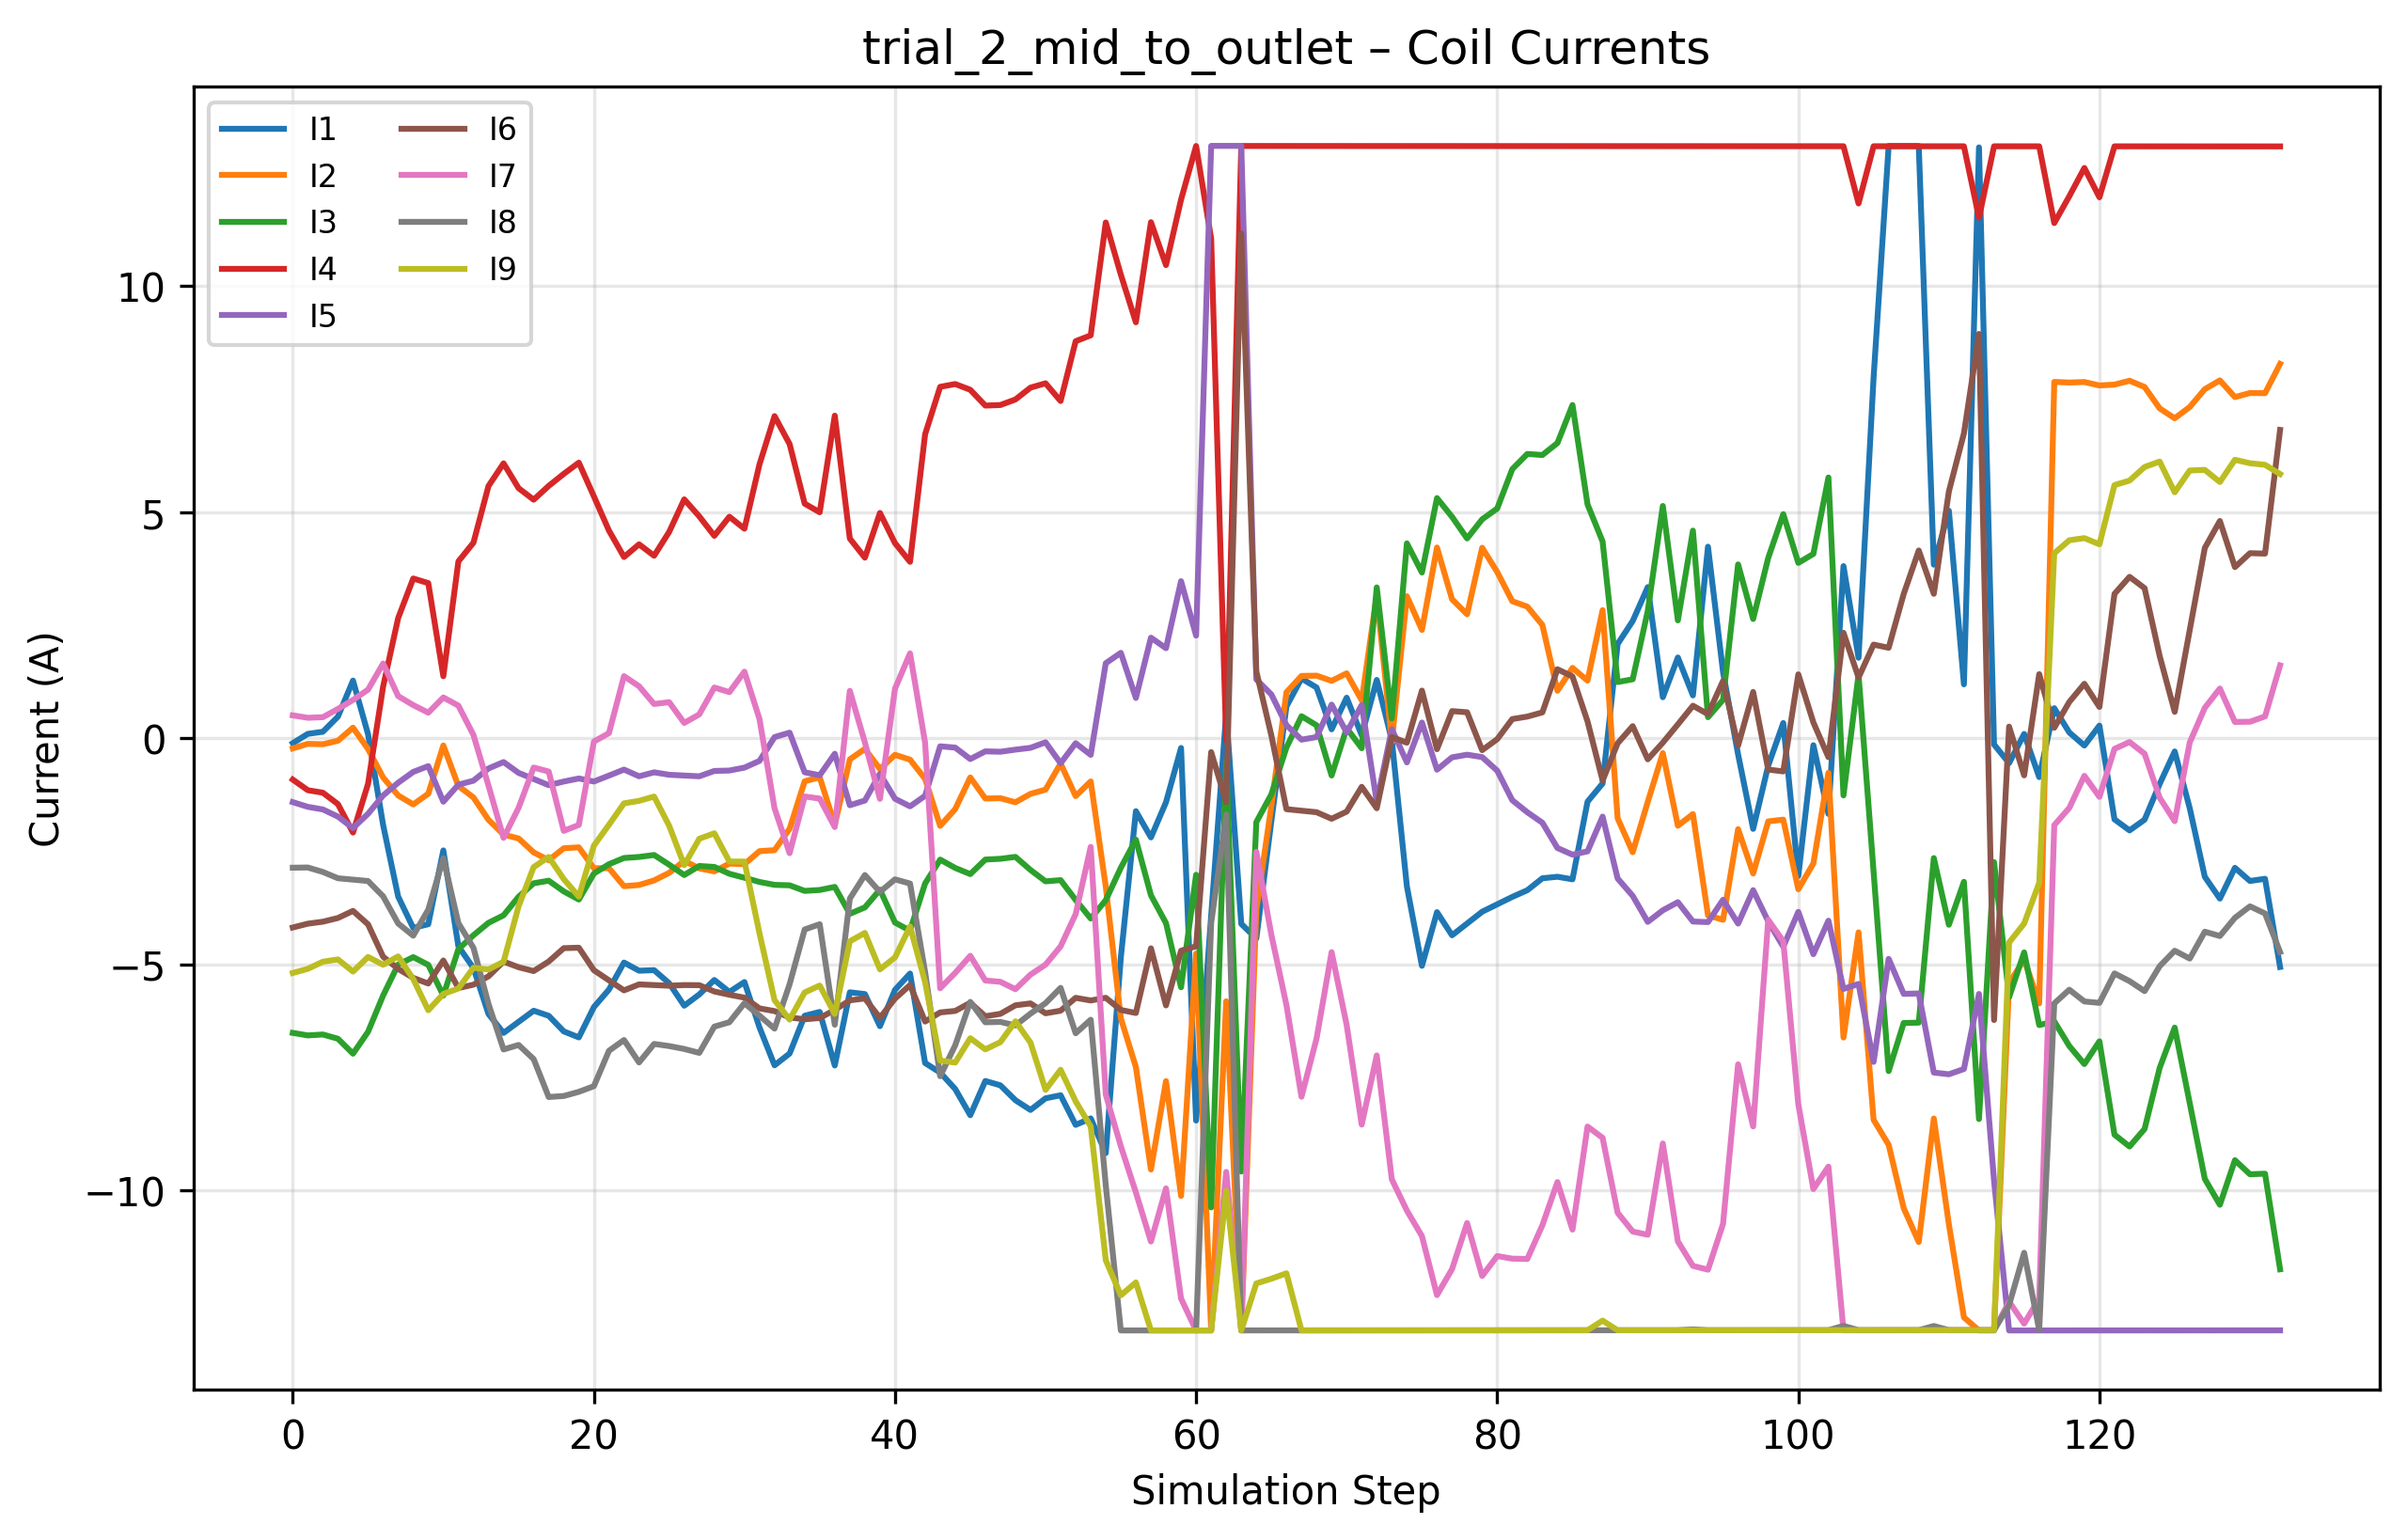 trial_2_mid_to_outlet – Coil Currents
I1
I2
I3
I4
I5
I6
I7
I8
I9
Current (A)
10
5
0
−5
−10
0
20
40
60
80
100
120
Simulation Step